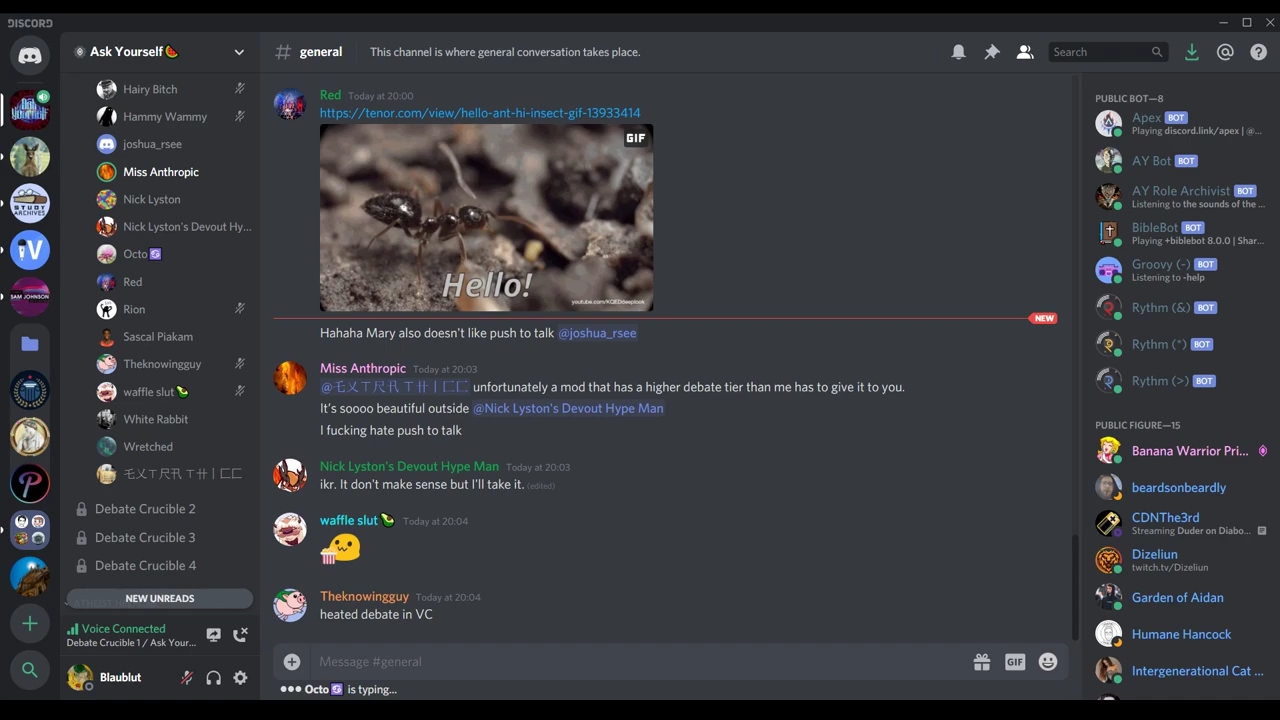 DISCORD
Ask Yourself🍉
general
This channel is where general conversation takes place.
Search
Hairy Bitch
Hammy Wammy
joshua_rsee
Miss Anthropic
Nick Lyston
Nick Lyston's Devout Hy...
Octo
Red
Rion
Sascal Piakam
Theknowingguy
waffle slut🥑
White Rabbit
Wretched
Debate Crucible 2
Debate Crucible 3
Debate Crucible 4
NEW UNREADS
Voice Connected
Debate Crucible 1 / Ask Your...
Blaublut
STUDY
ARCHIVES
SAM JOHNSON
Red Today at 20:00
https://tenor.com/view/hello-ant-hi-insect-gif-13933414
GIF
Hello!
youtube.com/KQEDdeeplook
NEW
Hahaha Mary also doesn't like push to talk @joshua_rsee
Miss Anthropic Today at 20:03
unfortunately a mod that has a higher debate tier than me has to give it to you.
It's soooo beautiful outside @Nick Lyston's Devout Hype Man
I fucking hate push to talk
Nick Lyston's Devout Hype Man Today at 20:03
ikr. It don't make sense but I'll take it. (edited)
waffle slut🥑 Today at 20:04
Theknowingguy Today at 20:04
heated debate in VC
Message #general
GIF
Octo is typing...
PUBLIC BOT—8
Apex BOT
Playing discord.link/apex | @...
AY Bot BOT
AY Role Archivist BOT
Listening to the sounds of the ...
BibleBot BOT
Playing +biblebot 8.0.0 | Shar...
Groovy (-) BOT
Listening to -help
Rythm (&) BOT
Rythm (*) BOT
Rythm (>) BOT
PUBLIC FIGURE—15
Banana Warrior Pri...
beardsonbeardly
CDNThe3rd
Streaming Duder on Diabo...
Dizeliun
twitch.tv/Dizeliun
Garden of Aidan
Humane Hancock
Intergenerational Cat ...